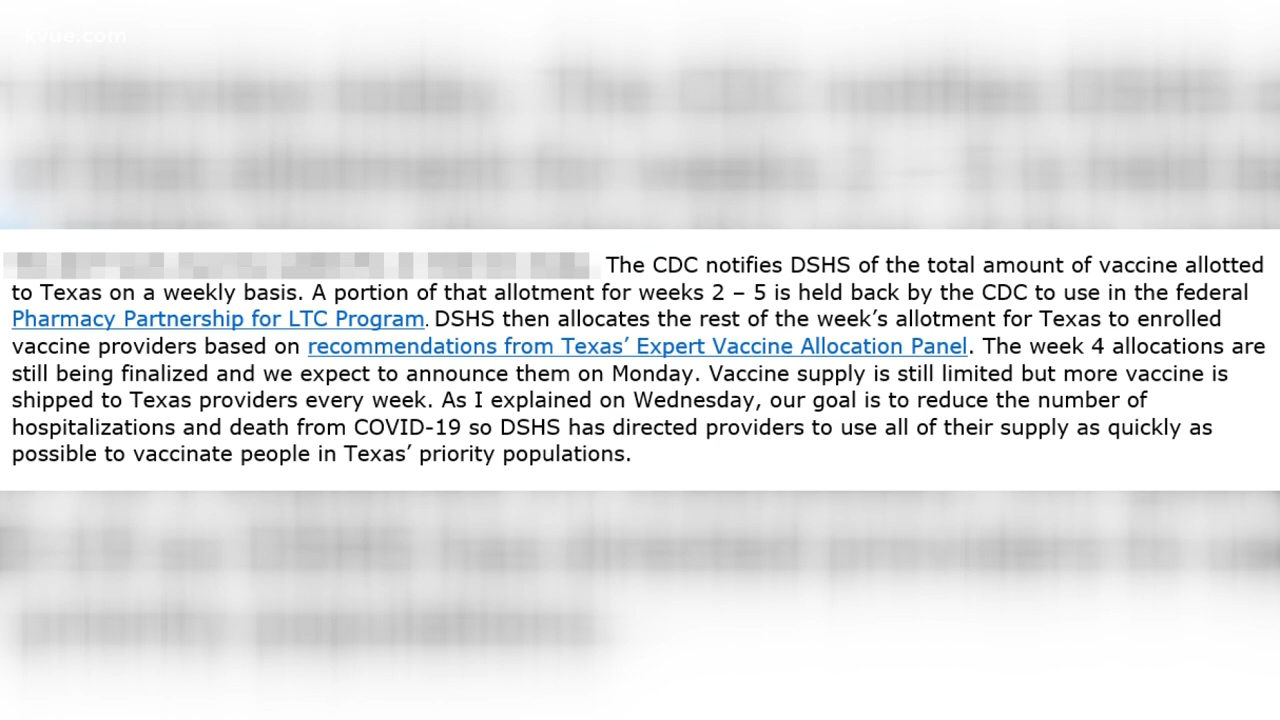 kvue.com
The CDC notifies DSHS of the total amount of vaccine allotted
to Texas on a weekly basis. A portion of that allotment for weeks 2 – 5 is held back by the CDC to use in the federal
Pharmacy Partnership for LTC Program. DSHS then allocates the rest of the week’s allotment for Texas to enrolled
vaccine providers based on recommendations from Texas’ Expert Vaccine Allocation Panel. The week 4 allocations are
still being finalized and we expect to announce them on Monday. Vaccine supply is still limited but more vaccine is
shipped to Texas providers every week. As I explained on Wednesday, our goal is to reduce the number of
hospitalizations and death from COVID-19 so DSHS has directed providers to use all of their supply as quickly as
possible to vaccinate people in Texas’ priority populations.